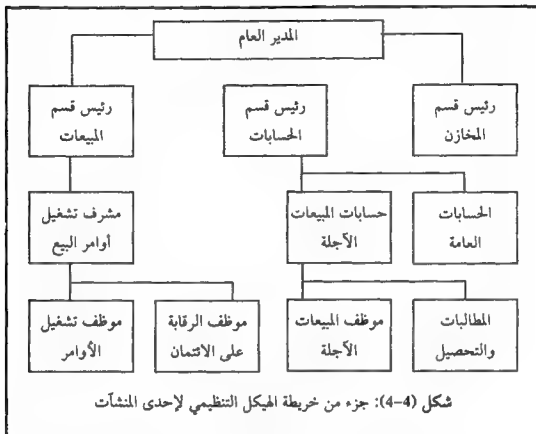 المدير العام
رئيس قسم
المخازن
رئيس قسم
الحسابات
رئيس قسم
المبيعات
الحسابات
العامة
حسابات المبيعات
الآجلة
مشرف تشغيل
أوامر البيع
المطالبات
والتحصيل
موظف المبيعات
الآجلة
موظف الرقابة
على الائتمان
موظف تشغيل
الأوامر
شكل (4-4): جزء من خريطة الهيكل التنظيمي لإحدى المنشآت